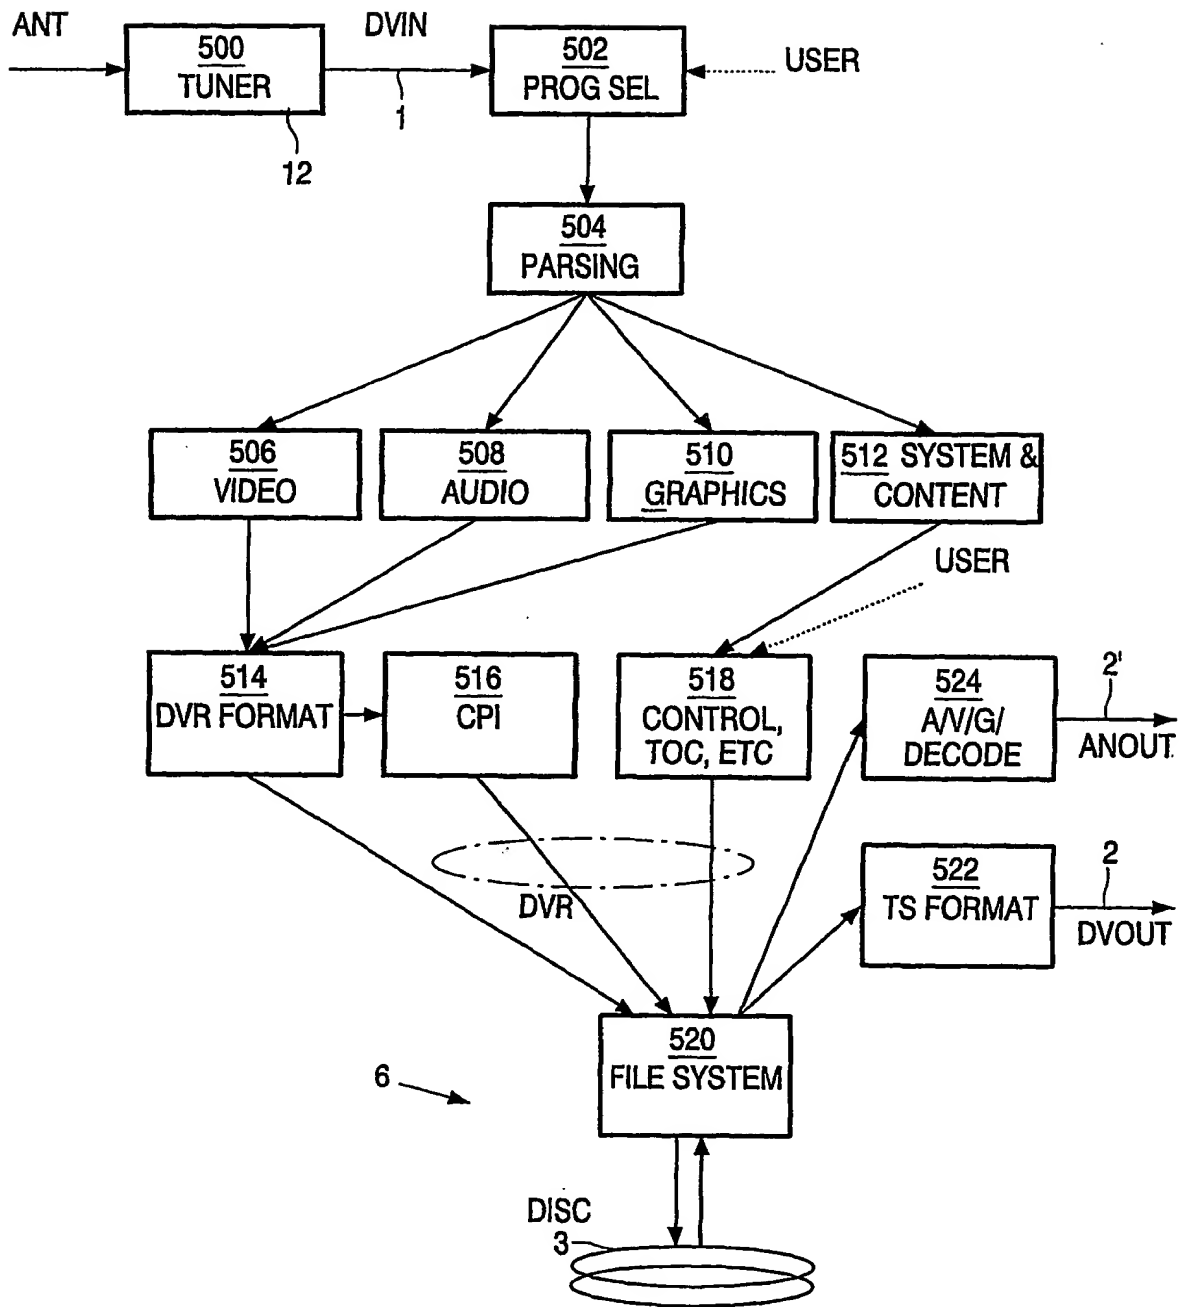 ANT
500
TUNER
12
DVIN
1
502
PROG SEL
USER
504
PARSING
506
VIDEO
508
AUDIO
510
GRAPHICS
512 SYSTEM &
CONTENT
USER
514
DVR FORMAT
516
CPI
518
CONTROL,
TOC, ETC
524
A/V/G/
DECODE
2'
ANOUT
DVR
522
TS FORMAT
2
DVOUT
520
FILE SYSTEM
6
DISC
3